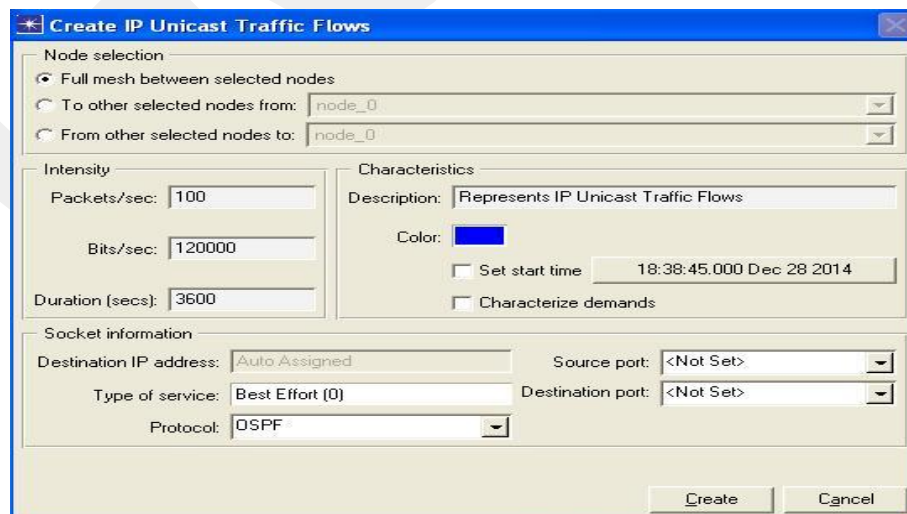 Create IP Unicast Traffic Flows
Node selection
Full mesh between selected nodes
To other selected nodes from: node_0
From other selected nodes to: node_0
Intensity
Packets/sec: 100
Bits/sec: 120000
Duration (secs): 3600
Characteristics
Description: Represents IP Unicast Traffic Flows
Color:
Set start time 18:38:45.000 Dec 28 2014
Characterize demands
Socket information
Destination IP address: Auto Assigned
Source port: <Not Set>
Type of service: Best Effort (0)
Destination port: <Not Set>
Protocol: OSPF
Create Cancel